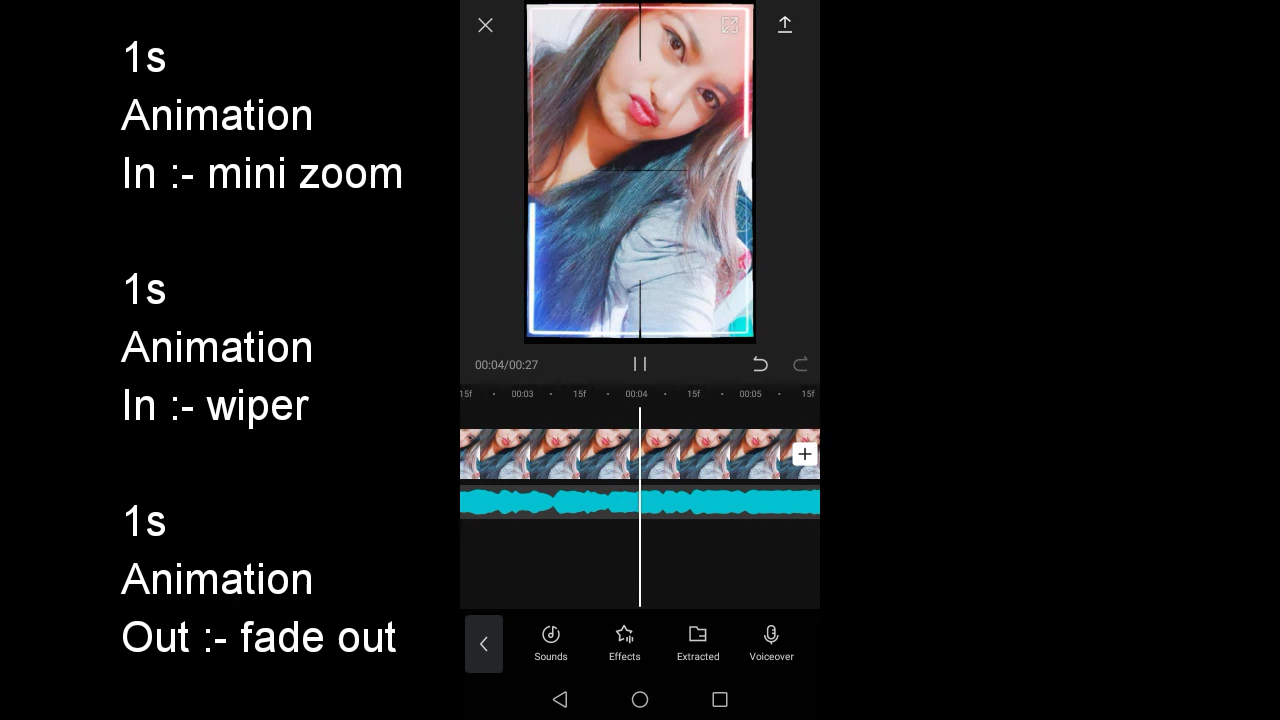 1s
Animation
In :- mini zoom
1s
Animation
In :- wiper
1s
Animation
Out :- fade out
00:04/00:27
15f 00:03 15f 00:04 15f 00:05 15f
Sounds Effects Extracted Voiceover